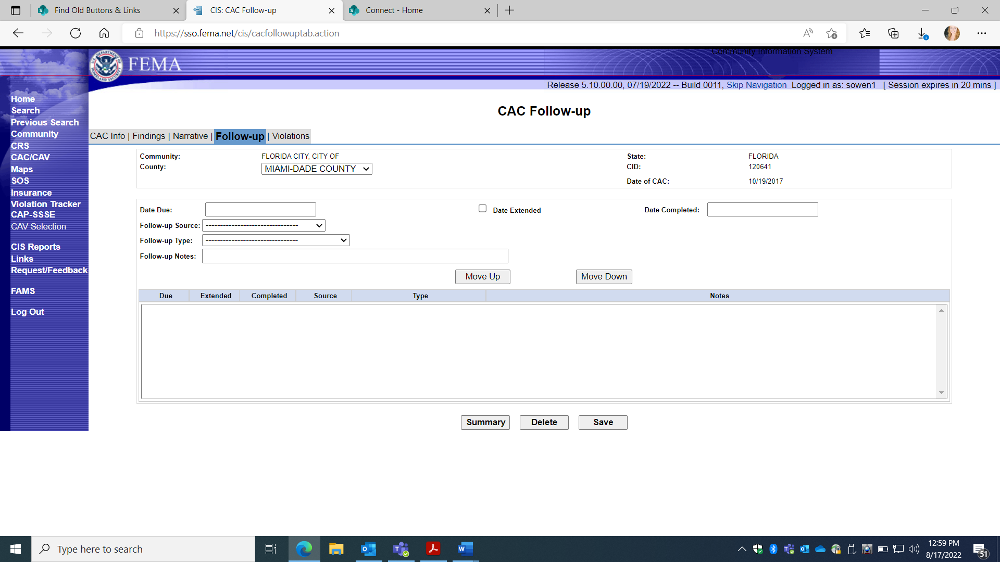 Find Old Buttons & Links
CIS: CAC Follow-up
Connect - Home
https://sso.fema.net/cis/cacfollowuptab.action
Community Information System
FEMA
Release 5.10.00.00, 07/19/2022 -- Build 0011, Skip Navigation Logged in as: sowen1 [ Session expires in 20 mins ]
Home
Search
Previous Search
Community
CRS
CAC/CAV
Maps
SOS
Insurance
Violation Tracker
CAP-SSSE
CAV Selection
CIS Reports
Links
Request/Feedback
FAMS
Log Out
CAC Follow-up
CAC Info | Findings | Narrative | Follow-up | Violations
Community: FLORIDA CITY, CITY OF State: FLORIDA
County: MIAMI-DADE COUNTY CID: 120641
Date of CAC: 10/19/2017
Date Due: Date Extended Date Completed:
Follow-up Source: --------------------------------
Follow-up Type: --------------------------------
Follow-up Notes:
Move Up Move Down
Due Extended Completed Source Type Notes
Summary Delete Save
Type here to search
12:59 PM
8/17/2022
51